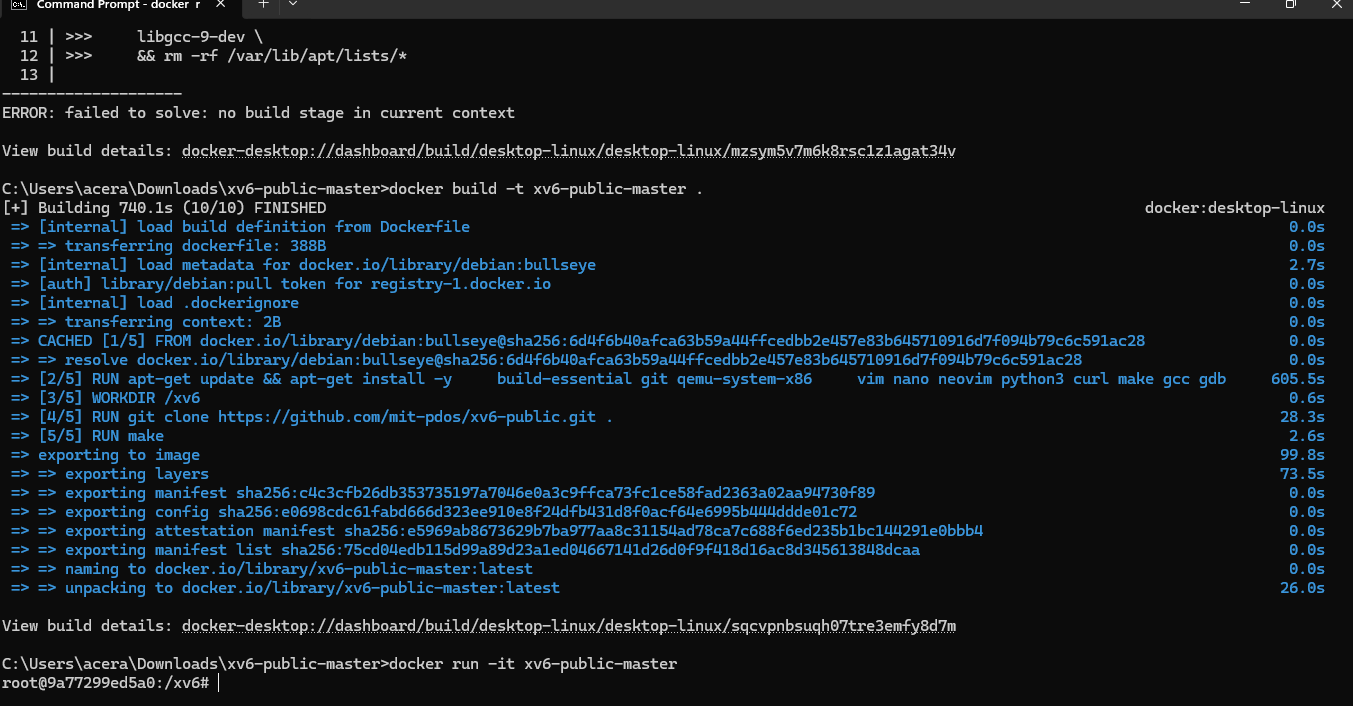 Command Prompt - docker r
11 | >>>     libgcc-9-dev \
12 | >>>     && rm -rf /var/lib/apt/lists/*
13 |
--------------------
ERROR: failed to solve: no build stage in current context
View build details: docker-desktop://dashboard/build/desktop-linux/desktop-linux/mzsym5v7m6k8rsc1z1agat34v
C:\Users\acera\Downloads\xv6-public-master>docker build -t xv6-public-master .
[+] Building 740.1s (10/10) FINISHED docker:desktop-linux
=> [internal] load build definition from Dockerfile 0.0s
=> => transferring dockerfile: 388B 0.0s
=> [internal] load metadata for docker.io/library/debian:bullseye 2.7s
=> [auth] library/debian:pull token for registry-1.docker.io 0.0s
=> [internal] load .dockerignore 0.0s
=> => transferring context: 2B 0.0s
=> CACHED [1/5] FROM docker.io/library/debian:bullseye@sha256:6d4f6b40afca63b59a44ffcedbb2e457e83b645710916d7f094b79c6c591ac28 0.0s
=> => resolve docker.io/library/debian:bullseye@sha256:6d4f6b40afca63b59a44ffcedbb2e457e83b645710916d7f094b79c6c591ac28 0.0s
=> [2/5] RUN apt-get update && apt-get install -y     build-essential git qemu-system-x86     vim nano neovim python3 curl make gcc gdb 605.5s
=> [3/5] WORKDIR /xv6 0.6s
=> [4/5] RUN git clone https://github.com/mit-pdos/xv6-public.git . 28.3s
=> [5/5] RUN make 2.6s
=> exporting to image 99.8s
=> => exporting layers 73.5s
=> => exporting manifest sha256:c4c3cfb26db353735197a7046e0a3c9ffca73fc1ce58fad2363a02aa94730f89 0.0s
=> => exporting config sha256:e0698cdc61fabd666d323ee910e8f24dfb431d8f0acf64e6995b444ddde01c72 0.0s
=> => exporting attestation manifest sha256:e5969ab8673629b7ba977aa8c31154ad78ca7c688f6ed235b1bc144291e0bbb4 0.0s
=> => exporting manifest list sha256:75cd04edb115d99a89d23a1ed04667141d26d0f9f418d16ac8d345613848dcaa 0.0s
=> => naming to docker.io/library/xv6-public-master:latest 0.0s
=> => unpacking to docker.io/library/xv6-public-master:latest 26.0s
View build details: docker-desktop://dashboard/build/desktop-linux/desktop-linux/sqcvpnbsuqh07tre3emfy8d7m
C:\Users\acera\Downloads\xv6-public-master>docker run -it xv6-public-master
root@9a77299ed5a0:/xv6#